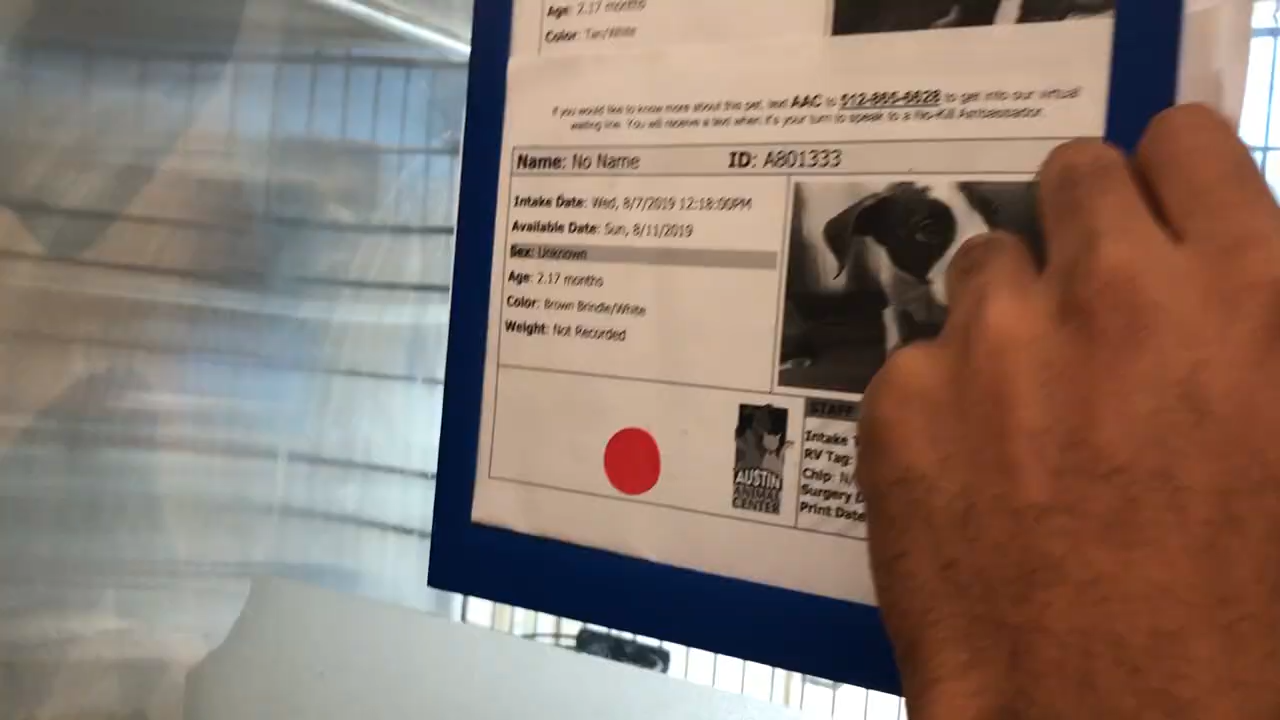 Age: 2.17 months
Color: Tan/White
If you would like to know more about this pet, text AAC to 512-865-6628 to get into our virtual
waiting line. You will receive a text when it's your turn to speak to a No-Kill Ambassador.
Name: No Name ID: A801333
Intake Date: Wed, 8/7/2019 12:18:00PM
Available Date: Sun, 8/11/2019
Sex: Unknown
Age: 2.17 months
Color: Brown Brindle/White
Weight: Not Recorded
STAFF
Intake
RV Tag:
Chip: N/
Surgery
Print Date
AUSTIN
ANIMAL
CENTER